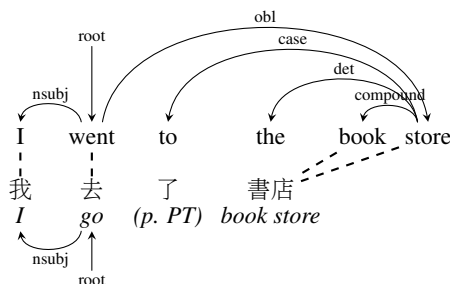 obl
root
case
det
nsubj
compound
I went to the book store
我 去 了 書店
I go (p. PT) book store
nsubj
root